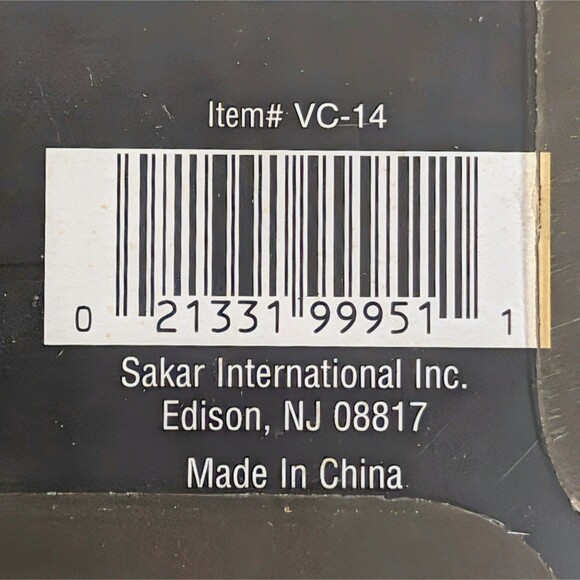 Item# VC-14
0 21331 99951 1
Sakar International Inc.
Edison, NJ 08817
Made In China